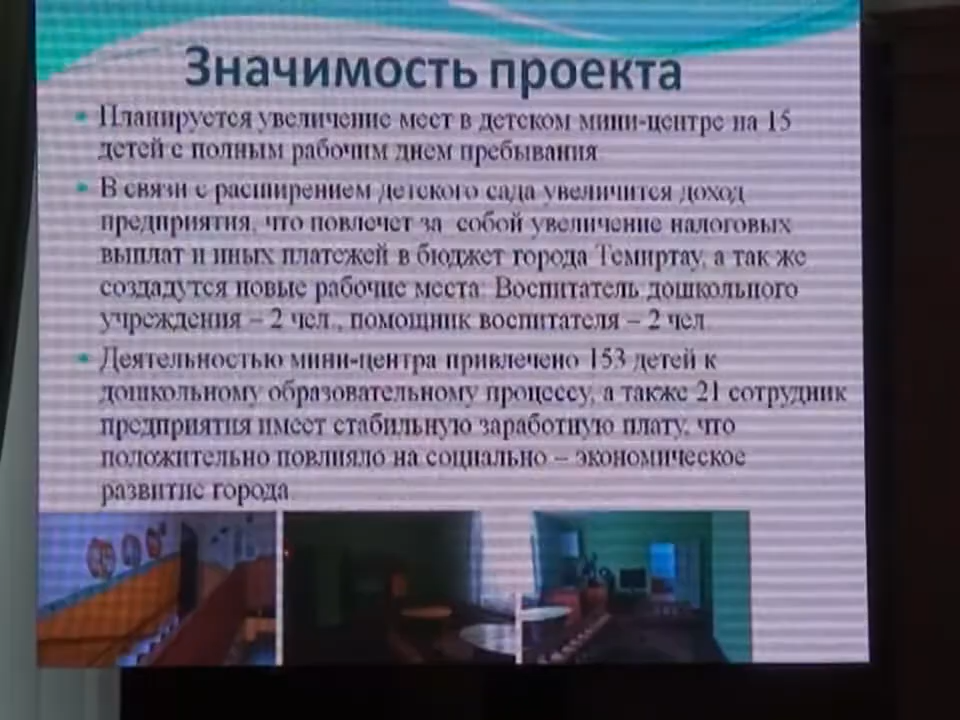 Значимость проекта
Планируется увеличение мест в детском мини-центре на 15
детей с полным рабочим днем пребывания.
В связи с расширением детского сада увеличится доход
предприятия, что повлечет за собой увеличение налоговых
выплат и иных платежей в бюджет города Темиртау, а так же
создадутся новые рабочие места: Воспитатель дошкольного
учреждения – 2 чел., помощник воспитателя – 2 чел.
Деятельностью мини-центра привлечено 153 детей к
дошкольному образовательному процессу, а также 21 сотрудник
предприятия имеет стабильную заработную плату, что
положительно повлияло на социально – экономическое
развитие города.